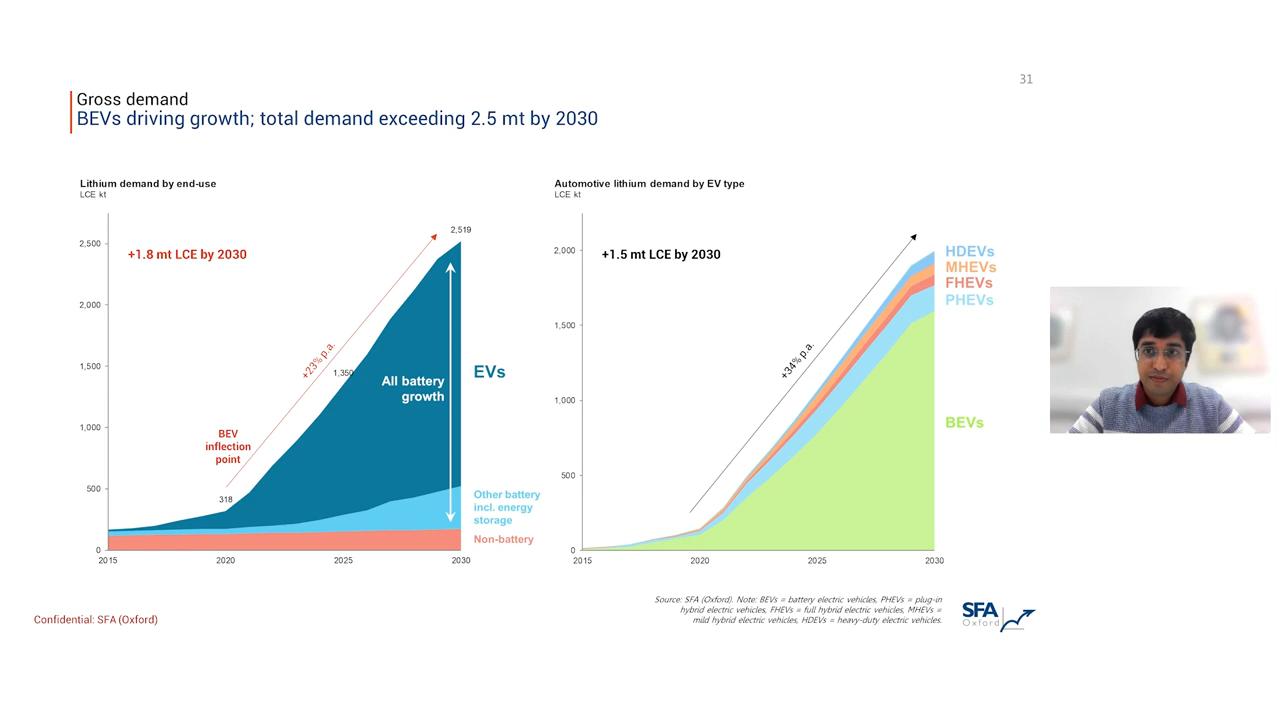 31
Gross demand
BEVs driving growth; total demand exceeding 2.5 mt by 2030
Lithium demand by end-use
LCE kt
2,500
2,000
1,500
1,000
500
0
2015
2020
2025
2030
+1.8 mt LCE by 2030
2,519
+23% p.a.
1,350
All battery
growth
EVs
BEV
inflection
point
318
Other battery
incl. energy
storage
Non-battery
Automotive lithium demand by EV type
LCE kt
2,000
1,500
1,000
500
0
2015
2020
2025
2030
+1.5 mt LCE by 2030
+34% p.a.
HDEVs
MHEVs
FHEVs
PHEVs
BEVs
Source: SFA (Oxford). Note: BEVs = battery electric vehicles, PHEVs = plug-in
hybrid electric vehicles, FHEVs = full hybrid electric vehicles, MHEVs =
mild hybrid electric vehicles, HDEVs = heavy-duty electric vehicles.
Confidential: SFA (Oxford)
SFA
Oxford